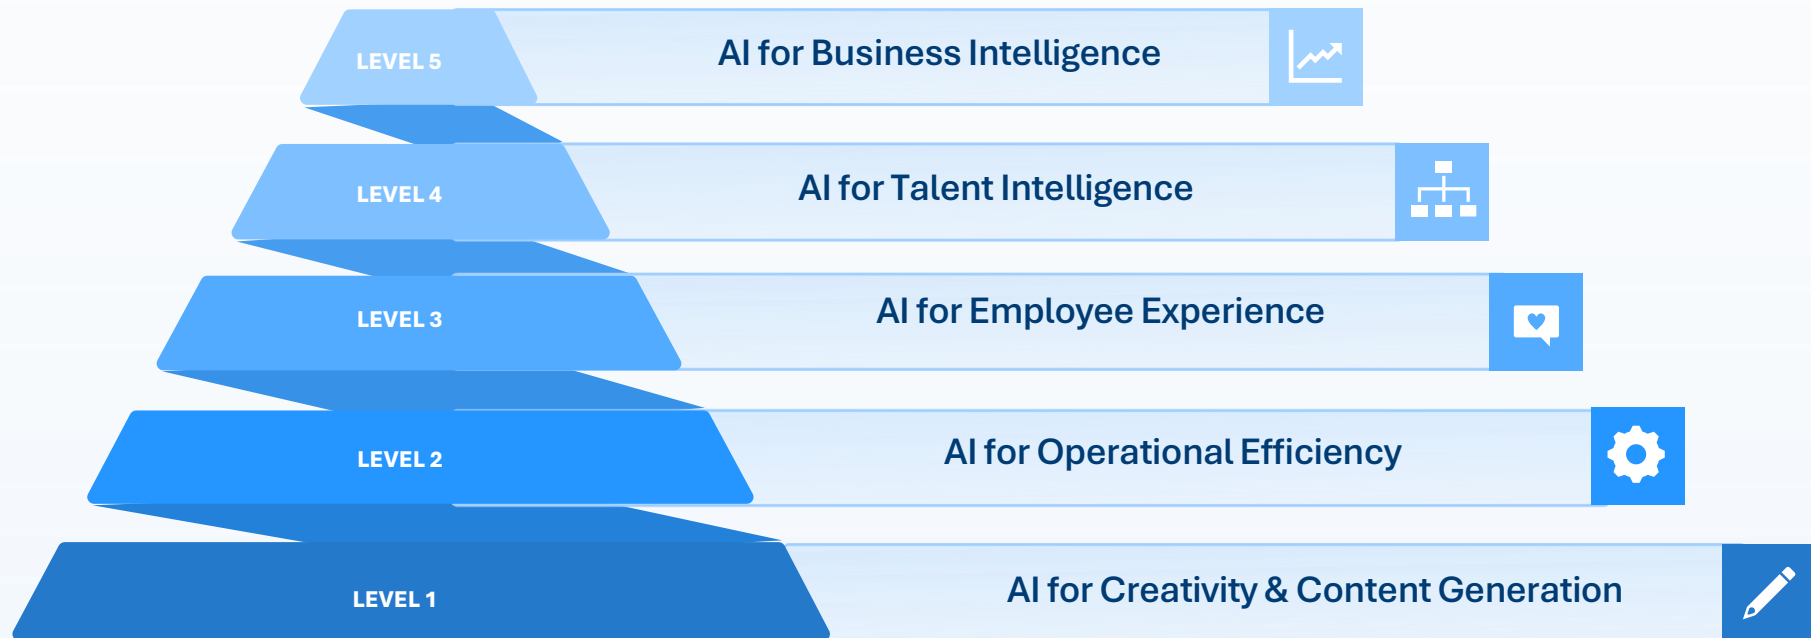 LEVEL 5
AI for Business Intelligence
LEVEL 4
AI for Talent Intelligence
LEVEL 3
AI for Employee Experience
LEVEL 2
AI for Operational Efficiency
LEVEL 1
AI for Creativity & Content Generation